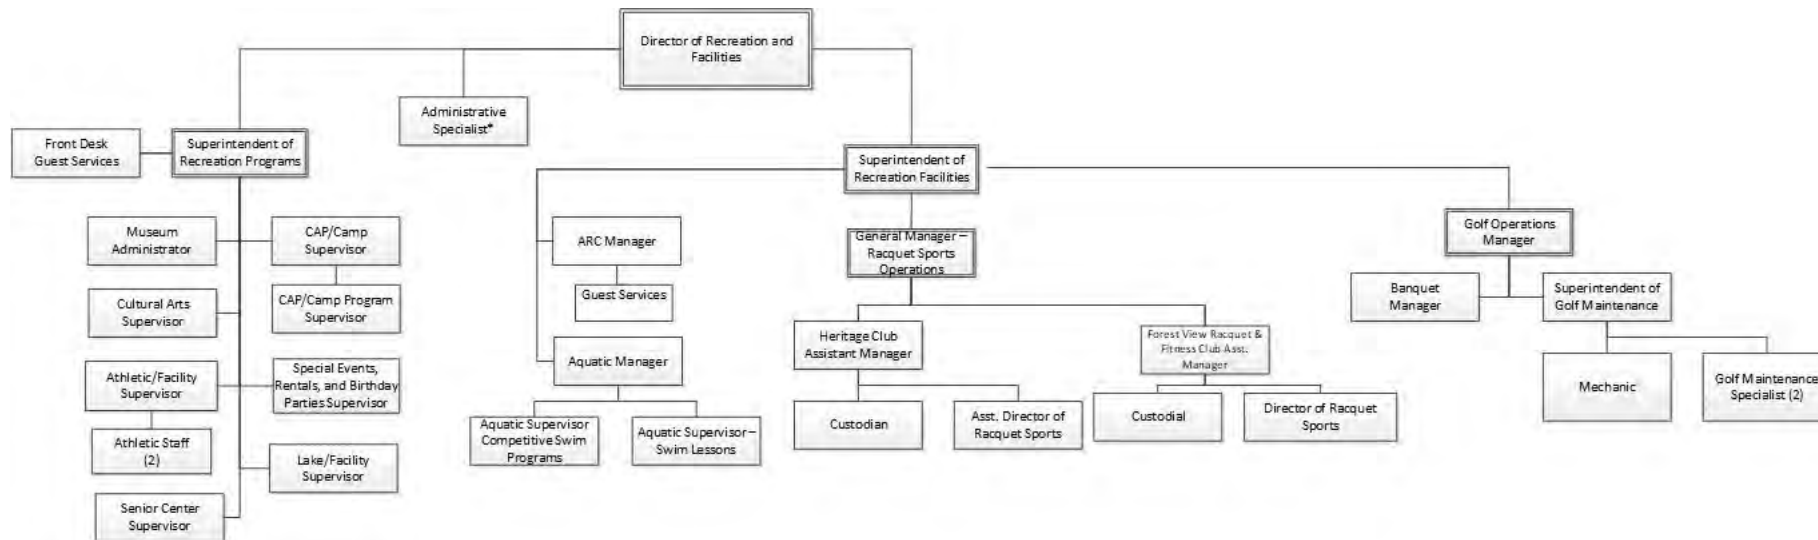 Director of Recreation and
Facilities
Administrative
Specialist*
Front Desk
Guest Services
Superintendent of
Recreation Programs
Museum
Administrator
CAP/Camp
Supervisor
Cultural Arts
Supervisor
CAP/Camp Program
Supervisor
Athletic/Facility
Supervisor
Special Events,
Rentals, and Birthday
Parties Supervisor
Athletic Staff
(2)
Lake/Facility
Supervisor
Senior Center
Supervisor
Superintendent of
Recreation Facilities
ARC Manager
Guest Services
Aquatic Manager
Aquatic Supervisor
Competitive Swim
Programs
Aquatic Supervisor –
Swim Lessons
General Manager –
Racquet Sports
Operations
Heritage Club
Assistant Manager
Custodian
Asst. Director of
Racquet Sports
Forest View Racquet &
Fitness Club Asst.
Manager
Custodial
Director of Racquet
Sports
Golf Operations
Manager
Banquet
Manager
Superintendent of
Golf Maintenance
Mechanic
Golf Maintenance
Specialist (2)